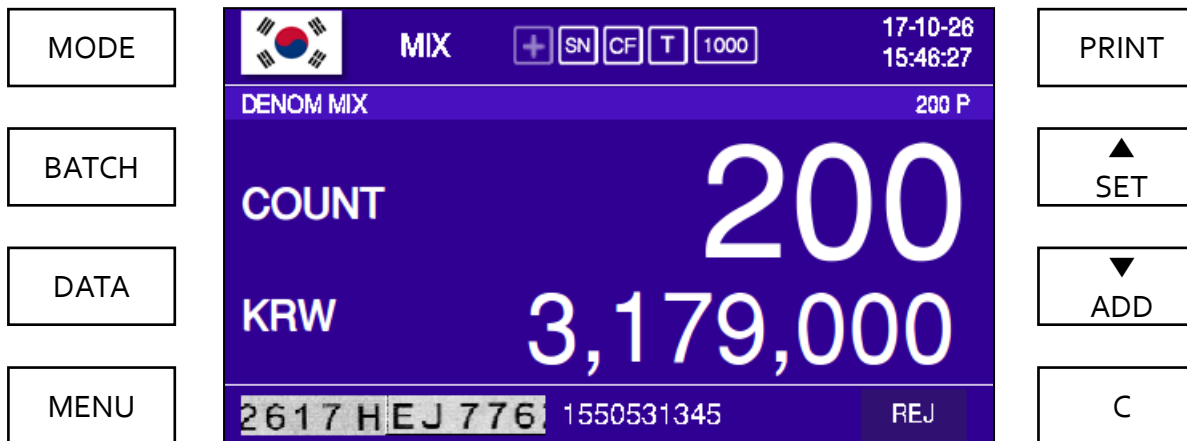 MODE
BATCH
DATA
MENU
MIX + SN CF T 1000 17-10-26
15:46:27
DENOM MIX 200 P
COUNT 200
KRW 3,179,000
2617 H EJ 776 1550531345 REJ
PRINT
▲
SET
▼
ADD
C